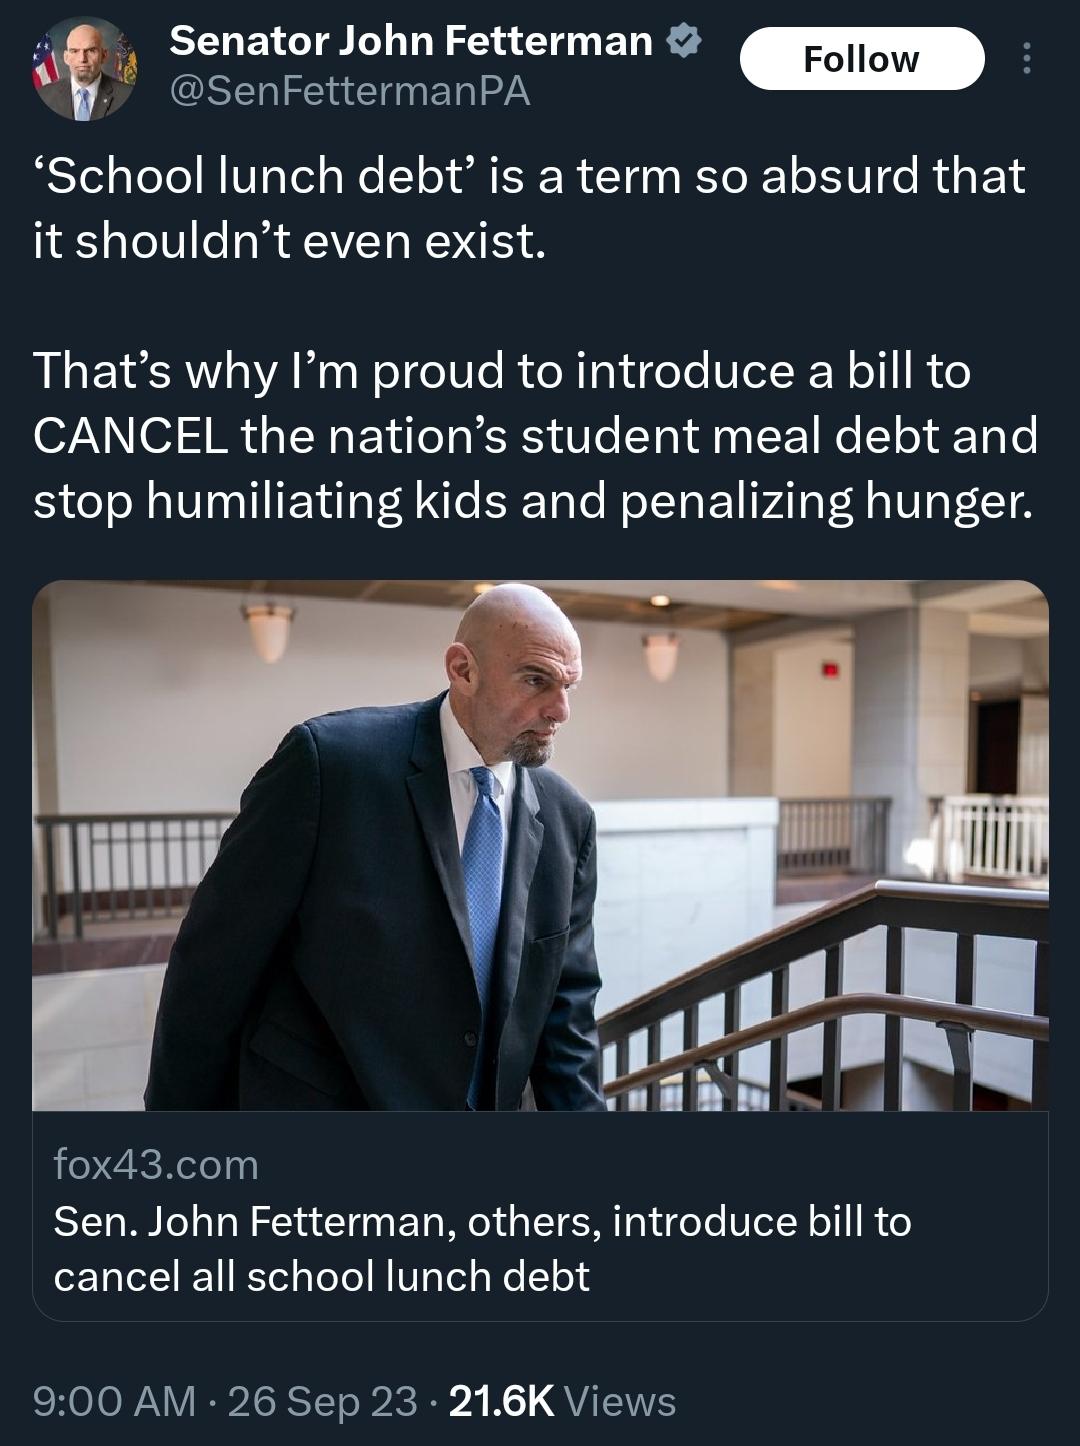 Senator John Fetterman
Follow
@SenFettermanPA
‘School lunch debt’ is a term so absurd that
it shouldn’t even exist.
That’s why I’m proud to introduce a bill to
CANCEL the nation’s student meal debt and
stop humiliating kids and penalizing hunger.
fox43.com
Sen. John Fetterman, others, introduce bill to
cancel all school lunch debt
9:00 AM · 26 Sep 23 · 21.6K Views